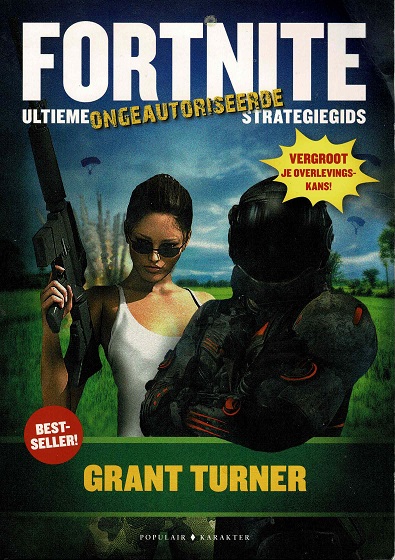 FORTNITE
ULTIEME ONGEAUTORISEERDE STRATEGIEGIDS
VERGROOT
JE OVERLEVINGS-
KANS!
BEST-
SELLER!
GRANT TURNER
POPULAIR ♦ KARAKTER